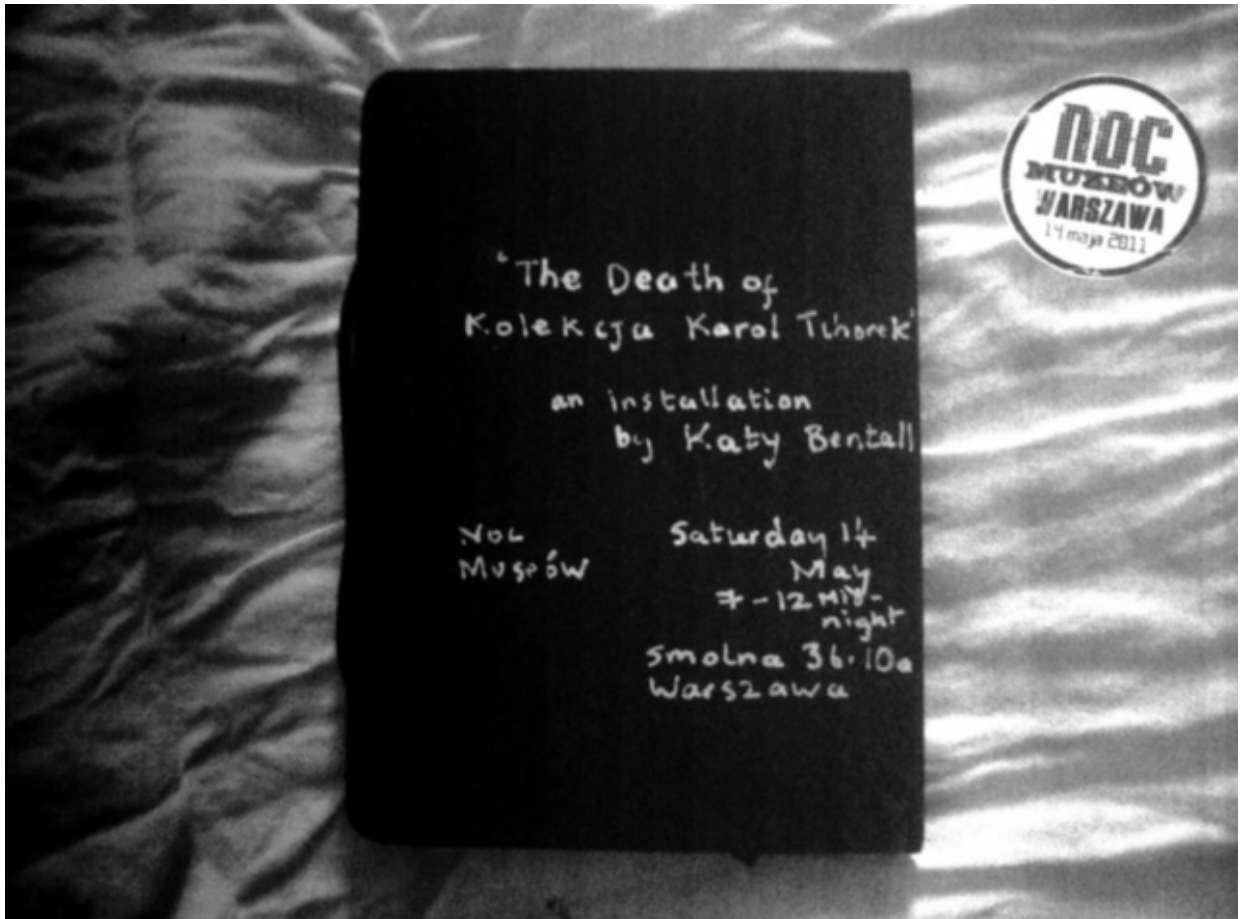 'The Death of
Kolekcja Karol Tchorek'
an installation
by Katy Bentall
Noc
Muzeów
Saturday 14
May
7-12 MID-
night
Smolna 36.10a
Warszawa
NOC
MUZEÓW
WARSZAWA
14 maja 2011